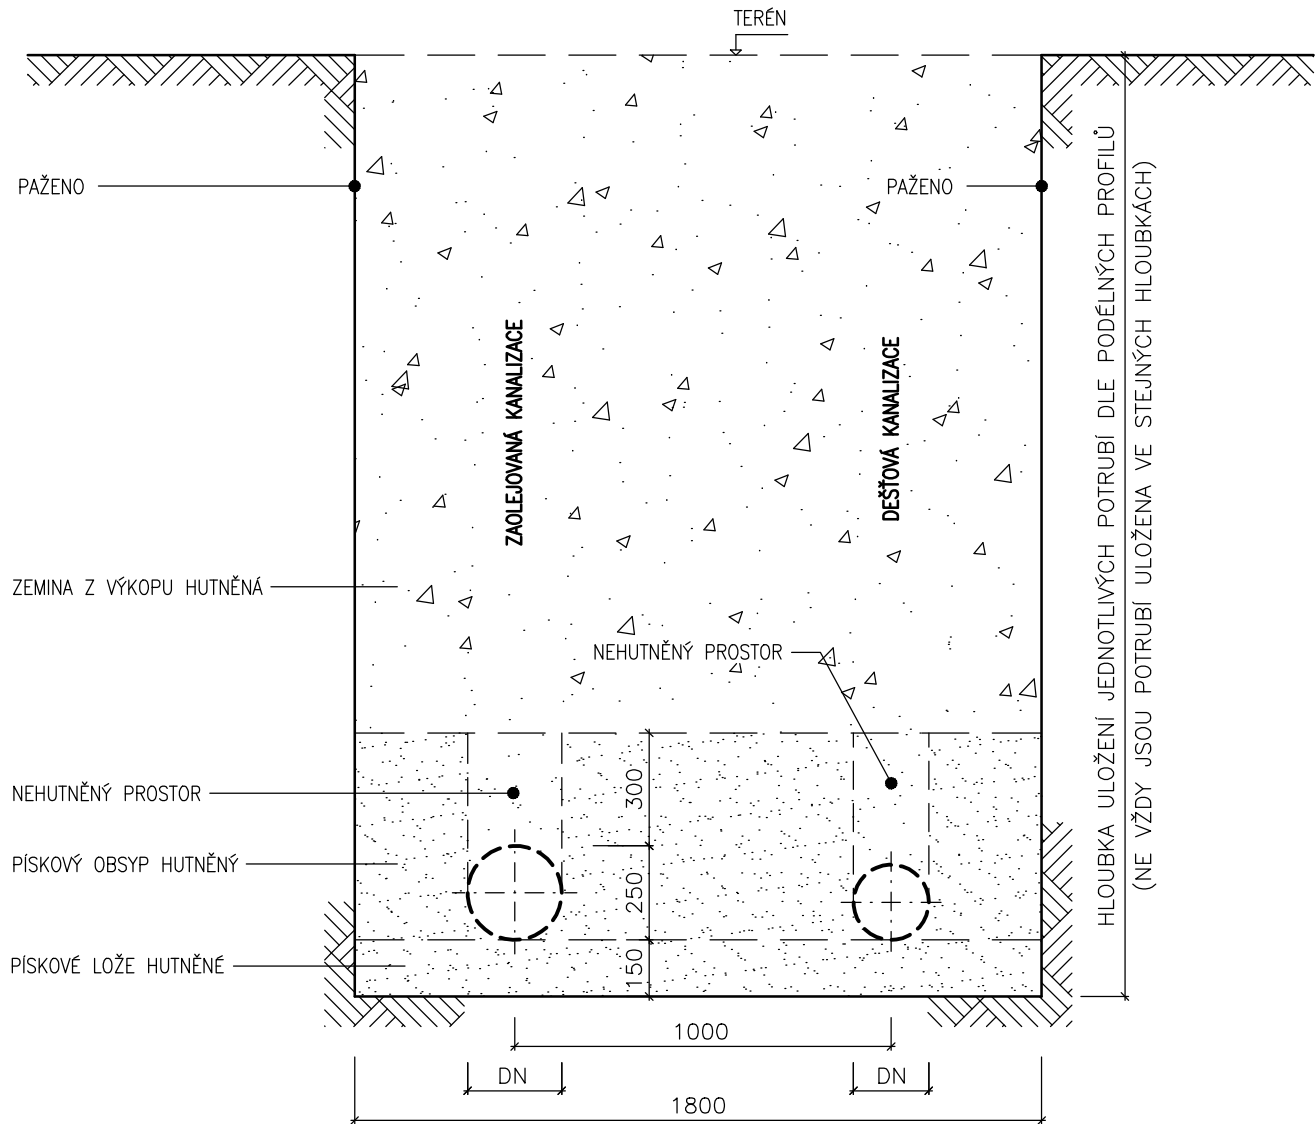 TERÉN
PAŽENO
PAŽENO
ZAOLEJOVANÁ KANALIZACE
DEŠŤOVÁ KANALIZACE
HLOUBKA ULOŽENÍ JEDNOTLIVÝCH POTRUBÍ DLE PODÉLNÝCH PROFILŮ
(NE VŽDY JSOU POTRUBÍ ULOŽENA VE STEJNÝCH HLOUBKÁCH)
ZEMINA Z VÝKOPU HUTNĚNÁ
NEHUTNĚNÝ PROSTOR
NEHUTNĚNÝ PROSTOR
300
PÍSKOVÝ OBSYP HUTNĚNÝ
250
PÍSKOVÉ LOŽE HUTNĚNÉ
150
1000
DN
DN
1800